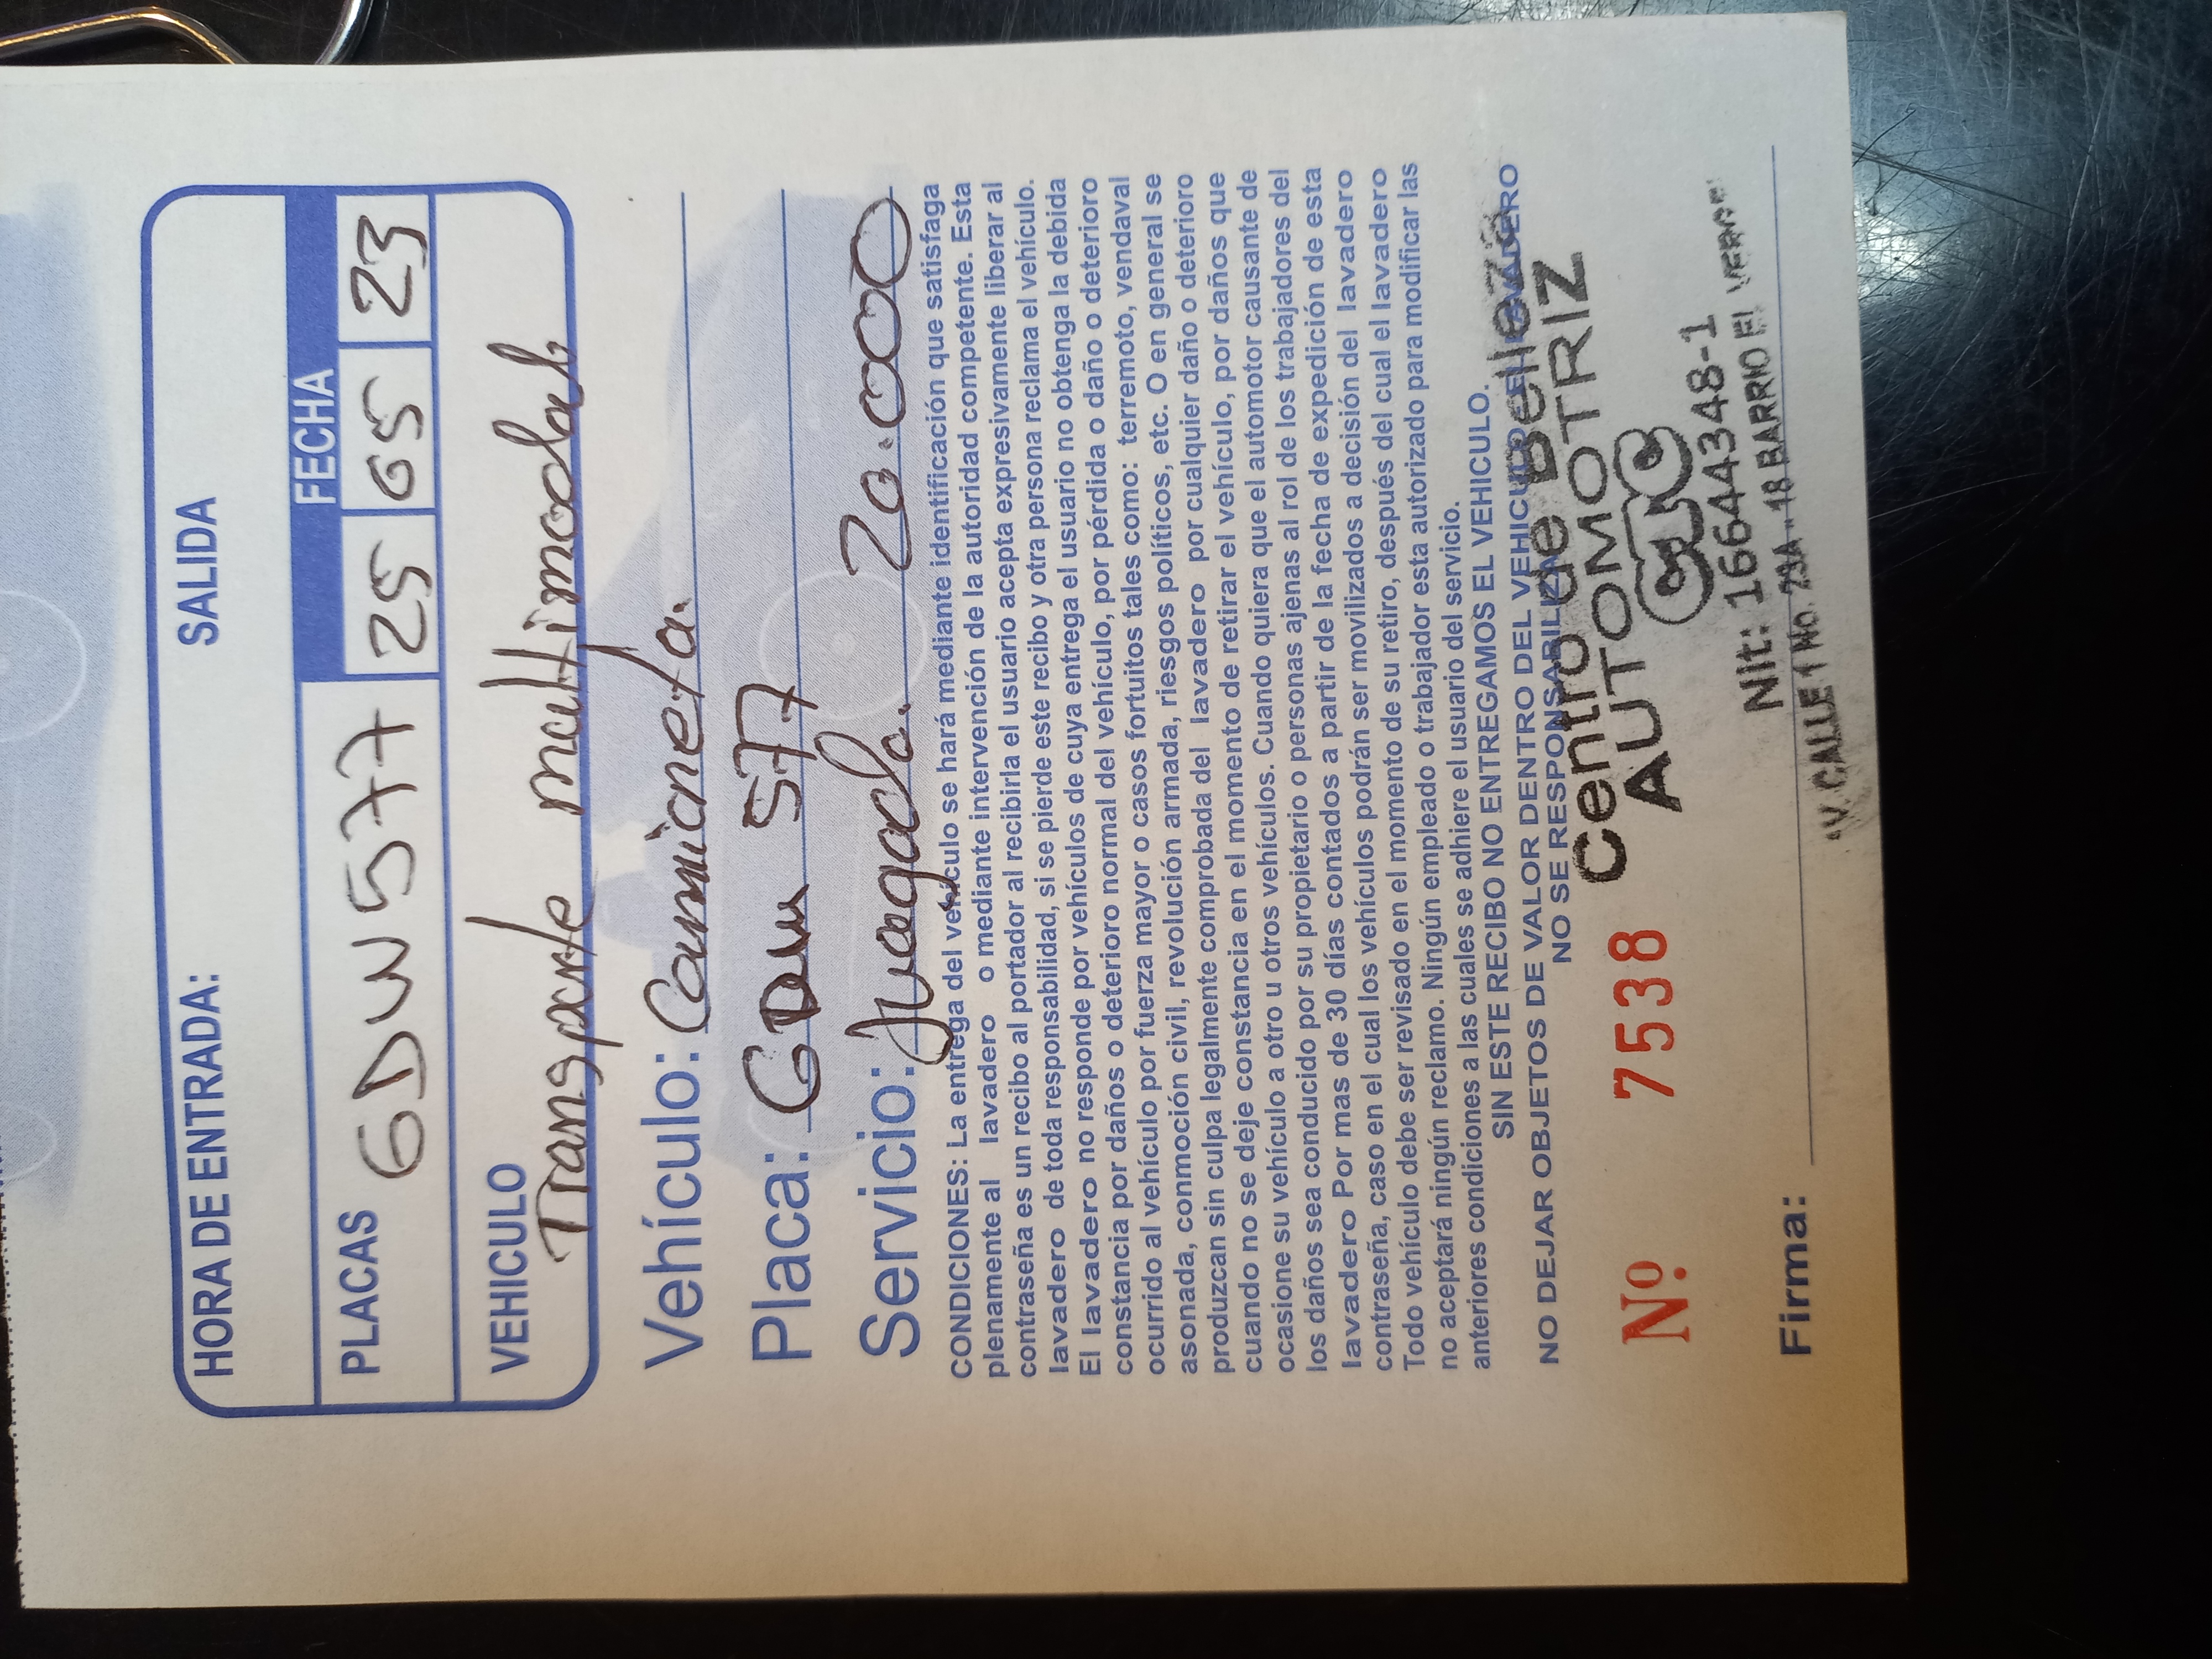 HORA DE ENTRADA: SALIDA
PLACAS GDW577 FECHA 25 05 23
VEHICULO
Transporte multimodal
Vehículo: Camioneta.
Placa: GDW 577
Servicio: Juagada. 20.000
CONDICIONES: La entrega del vehículo se hará mediante identificación que satisfaga
plenamente al lavadero o mediante intervención de la autoridad competente. Esta
contraseña es un recibo al portador al recibirla el usuario acepta expresivamente liberar al
lavadero de toda responsabilidad, si se pierde este recibo y otra persona reclama el vehículo.
El lavadero no responde por vehículos de cuya entrega el usuario no obtenga la debida
constancia por daños o deterioro normal del vehículo, por pérdida o daño o deterioro
ocurrido al vehículo por fuerza mayor o casos fortuitos tales como: terremoto, vendaval
asonada, conmoción civil, revolución armada, riesgos políticos, etc. O en general se
produzcan sin culpa legalmente comprobada del lavadero por cualquier daño o deterioro
cuando no se deje constancia en el momento de retirar el vehículo, por daños que
ocasione su vehículo a otro u otros vehículos. Cuando quiera que el automotor causante de
los daños sea conducido por su propietario o personas ajenas al rol de los trabajadores del
lavadero Por mas de 30 días contados a partir de la fecha de expedición de esta
contraseña, caso en el cual los vehículos podrán ser movilizados a decisión del lavadero
Todo vehículo debe ser revisado en el momento de su retiro, después del cual el lavadero
no aceptará ningún reclamo. Ningún empleado o trabajador esta autorizado para modificar las
anteriores condiciones a las cuales se adhiere el usuario del servicio.
SIN ESTE RECIBO NO ENTREGAMOS EL VEHICULO.
NO DEJAR OBJETOS DE VALOR DENTRO DEL VEHICULO EL LAVADERO
NO SE RESPONSABILIZA
Centro de Belleza
AUTOMOTRIZ
Nº 7538
Nit: 16644348-1
AV. CALLE 1 No. 23A - 18 BARRIO El
Firma: